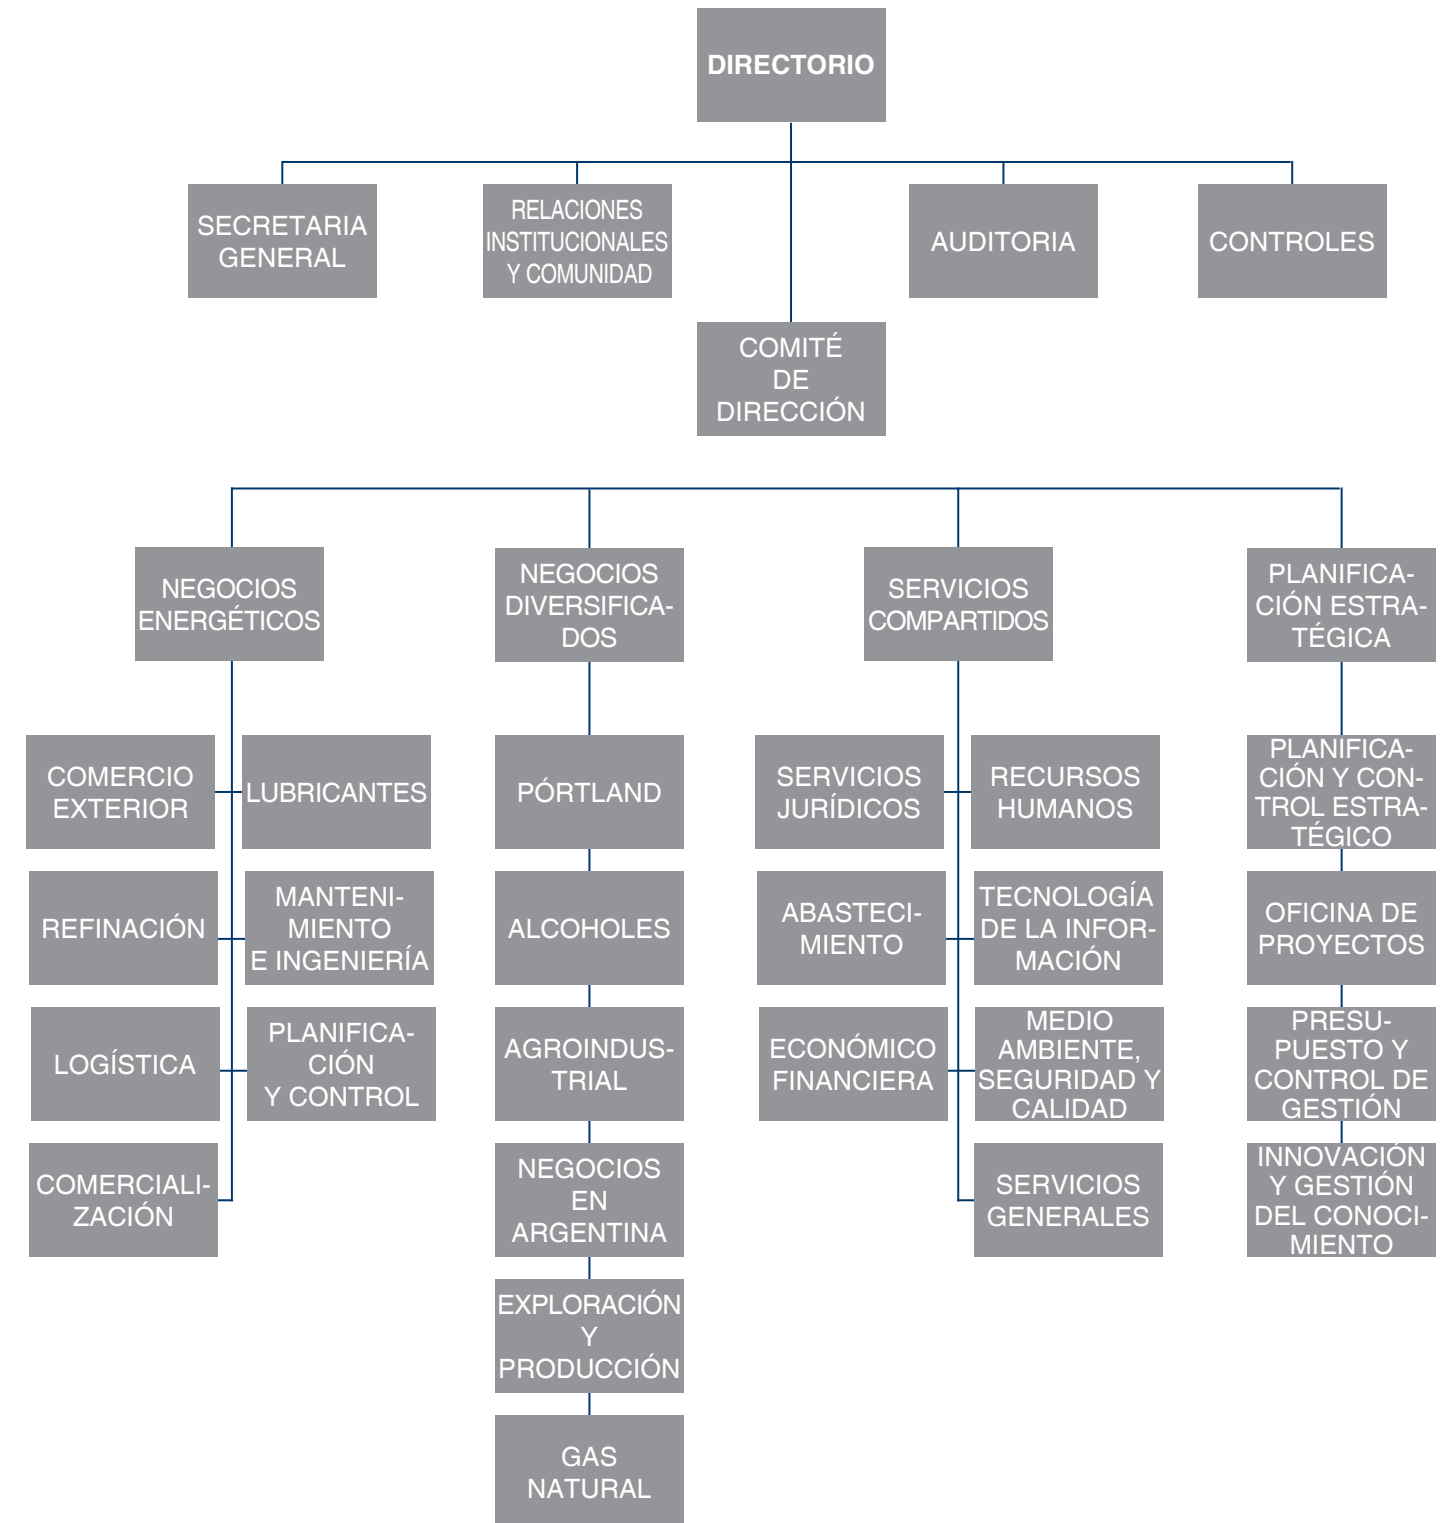 DIRECTORIO
SECRETARIA
GENERAL
RELACIONES
INSTITUCIONALES
Y COMUNIDAD
AUDITORIA
CONTROLES
COMITÉ
DE
DIRECCIÓN
NEGOCIOS
ENERGÉTICOS
NEGOCIOS
DIVERSIFICA-
DOS
SERVICIOS
COMPARTIDOS
PLANIFICA-
CIÓN ESTRA-
TÉGICA
COMERCIO
EXTERIOR
LUBRICANTES
PÓRTLAND
SERVICIOS
JURÍDICOS
RECURSOS
HUMANOS
PLANIFICA-
CIÓN Y CON-
TROL ESTRA-
TÉGICO
REFINACIÓN
MANTENI-
MIENTO
E INGENIERÍA
ALCOHOLES
ABASTECI-
MIENTO
TECNOLOGÍA
DE LA INFOR-
MACIÓN
OFICINA DE
PROYECTOS
LOGÍSTICA
PLANIFICA-
CIÓN
Y CONTROL
AGROINDUS-
TRIAL
ECONÓMICO
FINANCIERA
MEDIO
AMBIENTE,
SEGURIDAD Y
CALIDAD
PRESU-
PUESTO Y
CONTROL DE
GESTIÓN
COMERCIALI-
ZACIÓN
NEGOCIOS
EN
ARGENTINA
SERVICIOS
GENERALES
INNOVACIÓN
Y GESTIÓN
DEL CONOCI-
MIENTO
EXPLORACIÓN
Y
PRODUCCIÓN
GAS
NATURAL